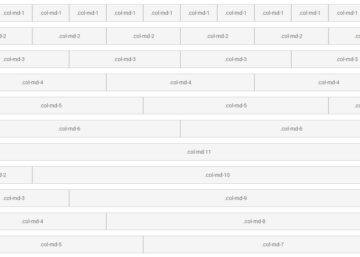 .col-md-1 .col-md-1 .col-md-1 .col-md-1 .col-md-1 .col-md-1 .col-md-1 .col-md-1 .col-md-1 .col-md-1
d-2 .col-md-2 .col-md-2 .col-md-2 .col-md-2
.col-md-3 .col-md-3 .col-md-3 .col-md-3
.col-md-4 .col-md-4 .col-md-4
.col-md-5 .col-md-5
.col-md-6 .col-md-6
.col-md-11
d-2 .col-md-10
.col-md-3 .col-md-9
.col-md-4 .col-md-8
.col-md-5 .col-md-7